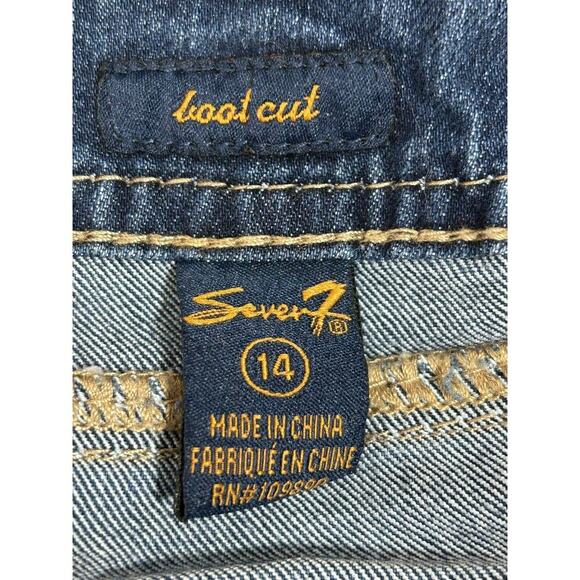 boot cut
Seven7®
14
MADE IN CHINA
FABRIQUÉ EN CHINE